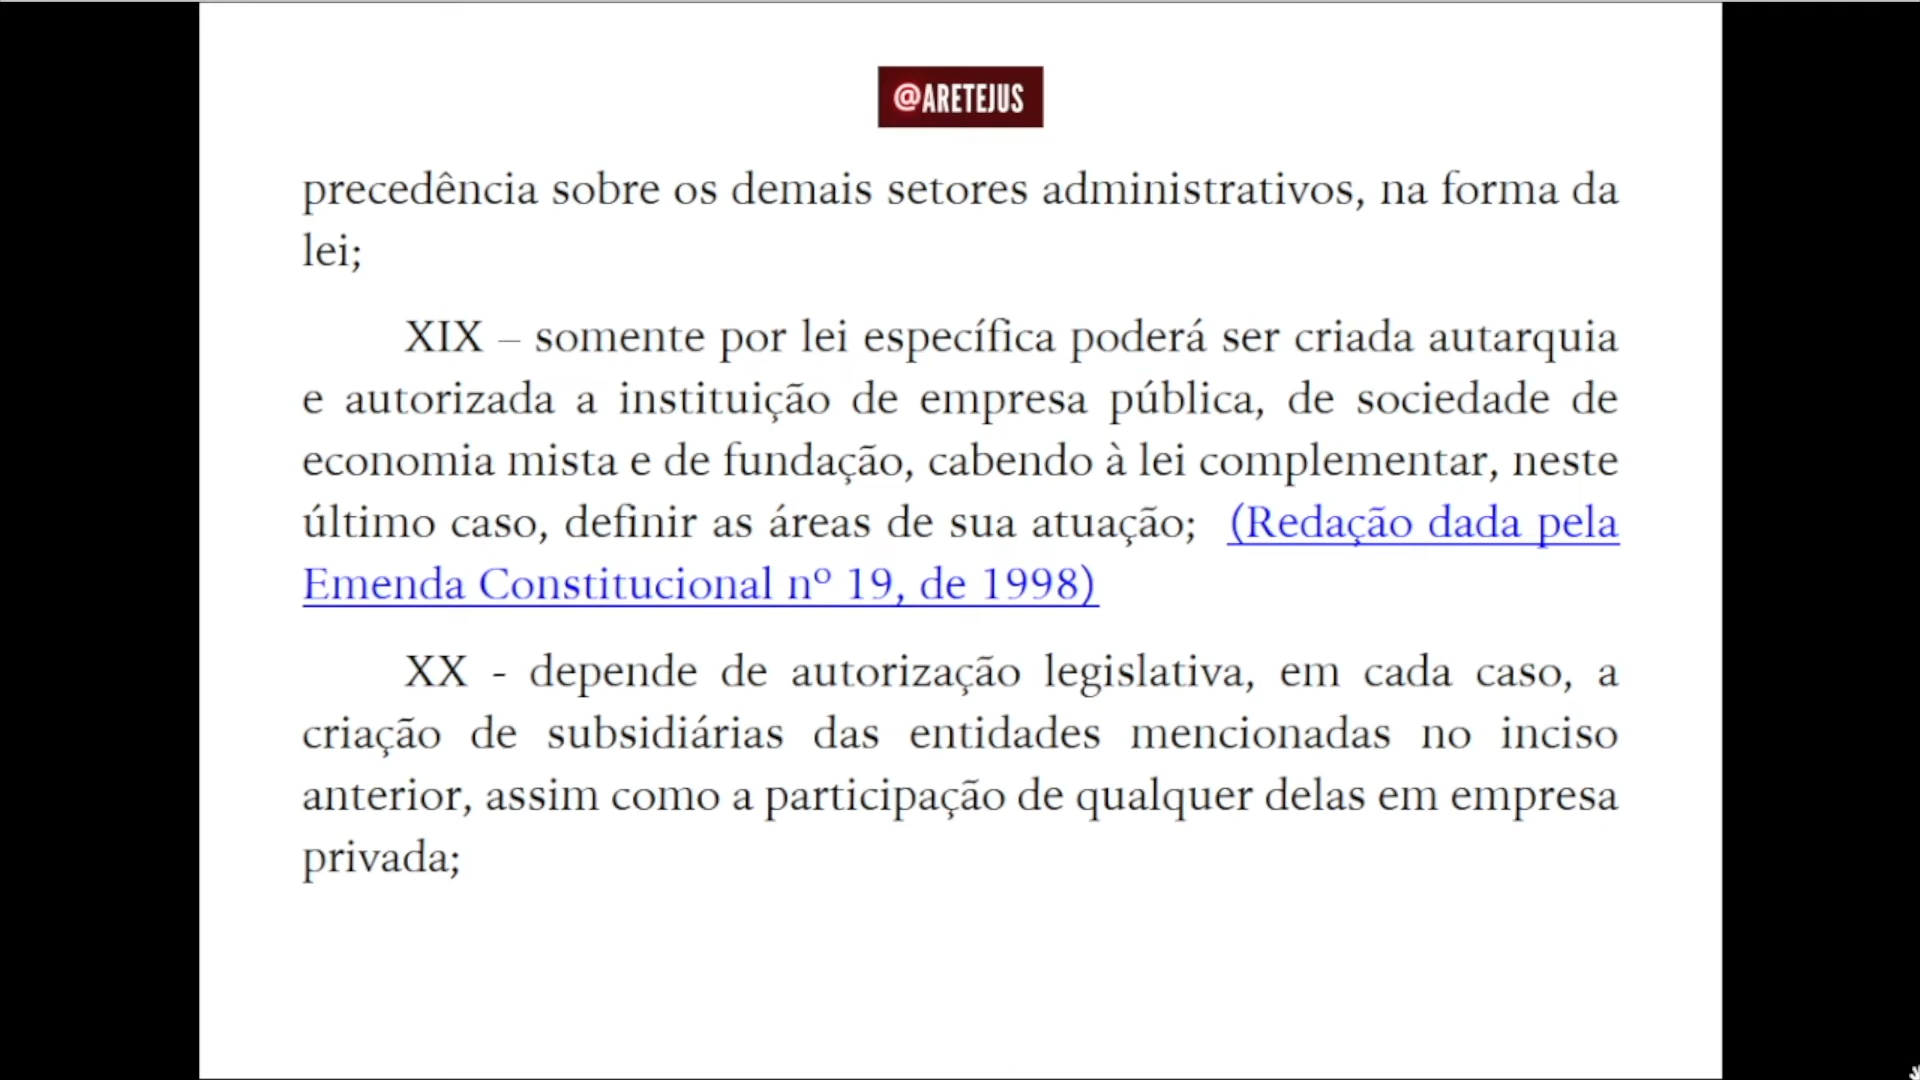 @ARETEJUS
precedência sobre os demais setores administrativos, na forma da
lei;
XIX – somente por lei específica poderá ser criada autarquia
e autorizada a instituição de empresa pública, de sociedade de
economia mista e de fundação, cabendo à lei complementar, neste
último caso, definir as áreas de sua atuação; (Redação dada pela
Emenda Constitucional nº 19, de 1998)
XX - depende de autorização legislativa, em cada caso, a
criação de subsidiárias das entidades mencionadas no inciso
anterior, assim como a participação de qualquer delas em empresa
privada;